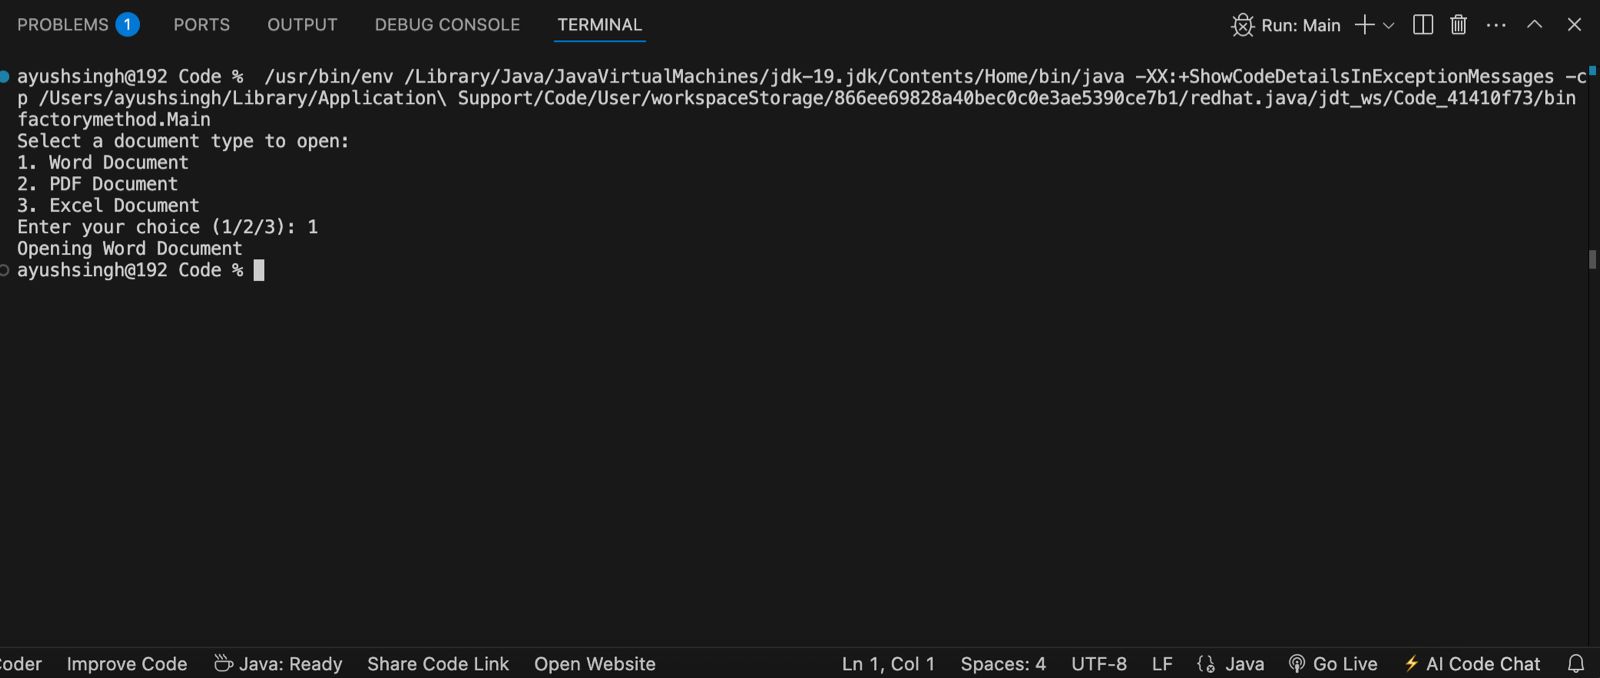 PROBLEMS 1 PORTS OUTPUT DEBUG CONSOLE TERMINAL Run: Main
ayushsingh@192 Code %  /usr/bin/env /Library/Java/JavaVirtualMachines/jdk-19.jdk/Contents/Home/bin/java -XX:+ShowCodeDetailsInExceptionMessages -c
p /Users/ayushsingh/Library/Application\ Support/Code/User/workspaceStorage/866ee69828a40bec0c0e3ae5390ce7b1/redhat.java/jdt_ws/Code_41410f73/bin
factorymethod.Main
Select a document type to open:
1. Word Document
2. PDF Document
3. Excel Document
Enter your choice (1/2/3): 1
Opening Word Document
ayushsingh@192 Code %
oder Improve Code Java: Ready Share Code Link Open Website Ln 1, Col 1 Spaces: 4 UTF-8 LF Java Go Live AI Code Chat